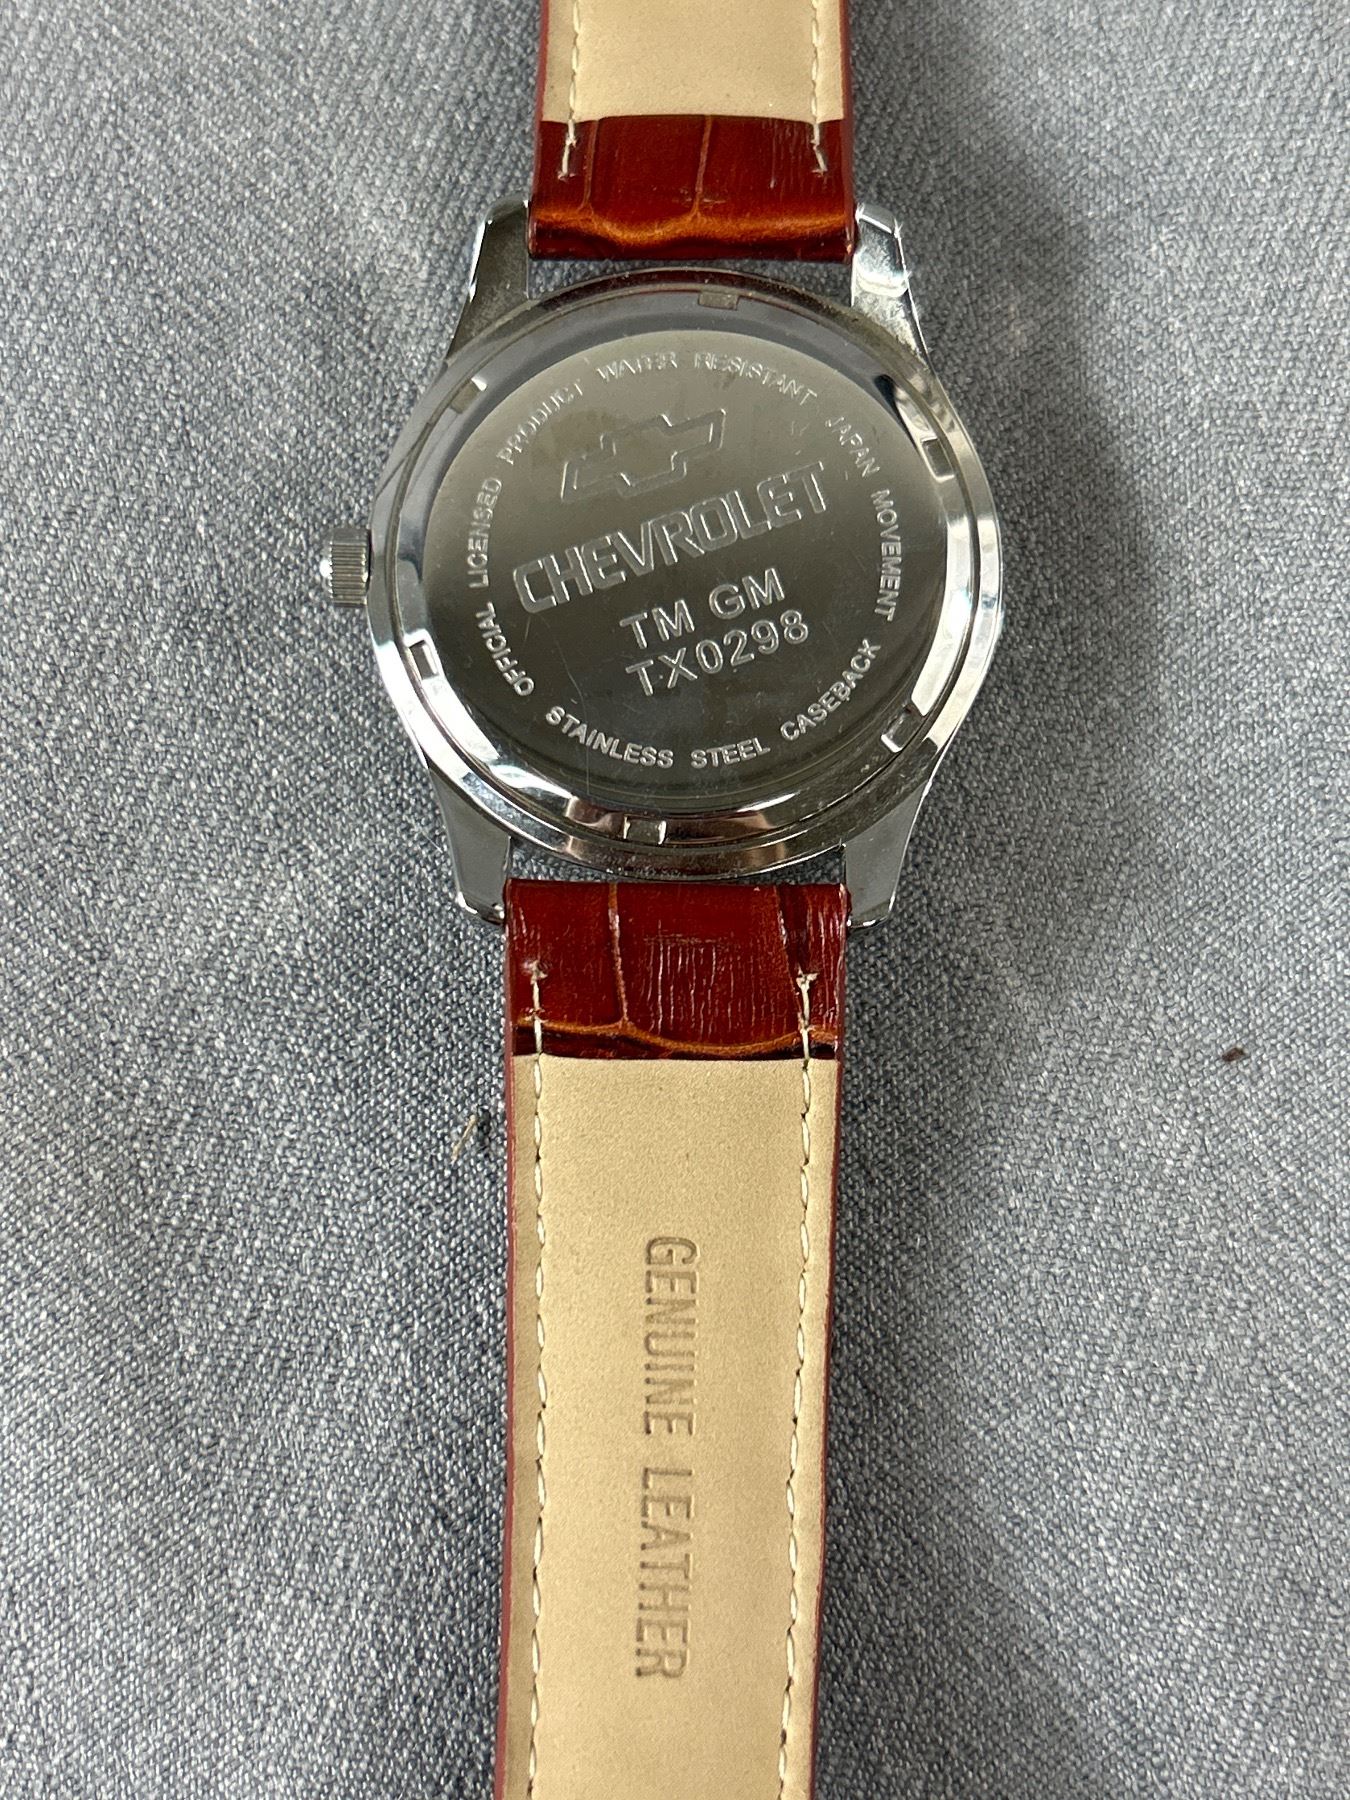 OFFICIAL LICENSED PRODUCT WATER RESISTANT JAPAN MOVEMENT
CHEVROLET
TM GM
TX0298
STAINLESS STEEL CASEBACK
GENUINE LEATHER